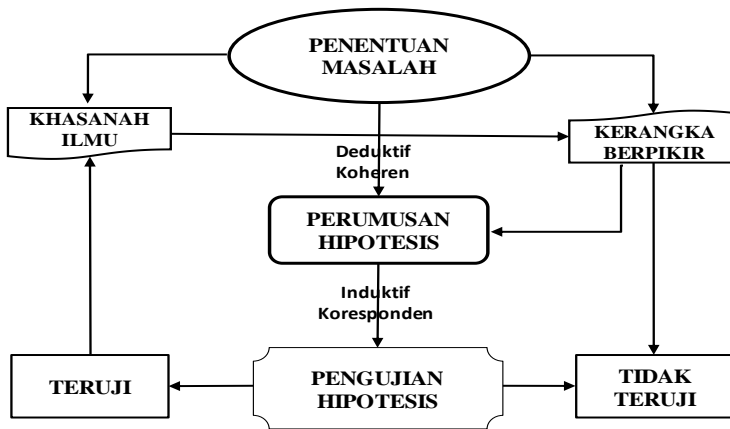 PENENTUAN
MASALAH
KHASANAH
ILMU
KERANGKA
BERPIKIR
Deduktif
Koheren
PERUMUSAN
HIPOTESIS
Induktif
Koresponden
TERUJI
PENGUJIAN
HIPOTESIS
TIDAK
TERUJI